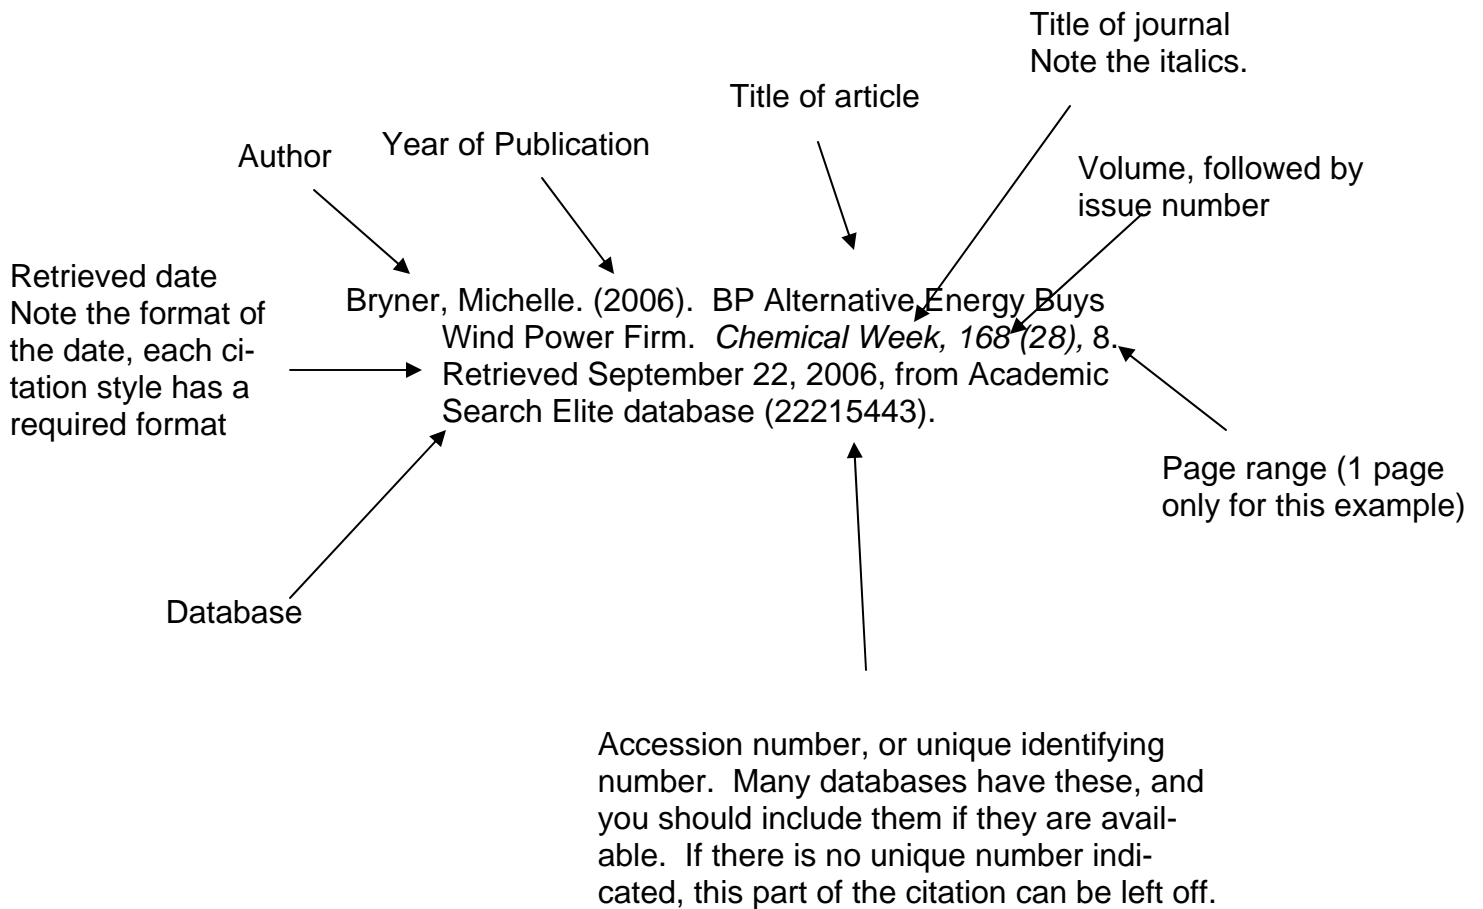 Title of journal
Note the italics.
Title of article
Year of Publication
Author
Volume, followed by
issue number
Retrieved date
Note the format of
the date, each ci-
tation style has a
required format
Bryner, Michelle. (2006).  BP Alternative Energy Buys
Wind Power Firm.  Chemical Week, 168 (28), 8.
Retrieved September 22, 2006, from Academic
Search Elite database (22215443).
Page range (1 page
only for this example)
Database
Accession number, or unique identifying
number.  Many databases have these, and
you should include them if they are avail-
able.  If there is no unique number indi-
cated, this part of the citation can be left off.